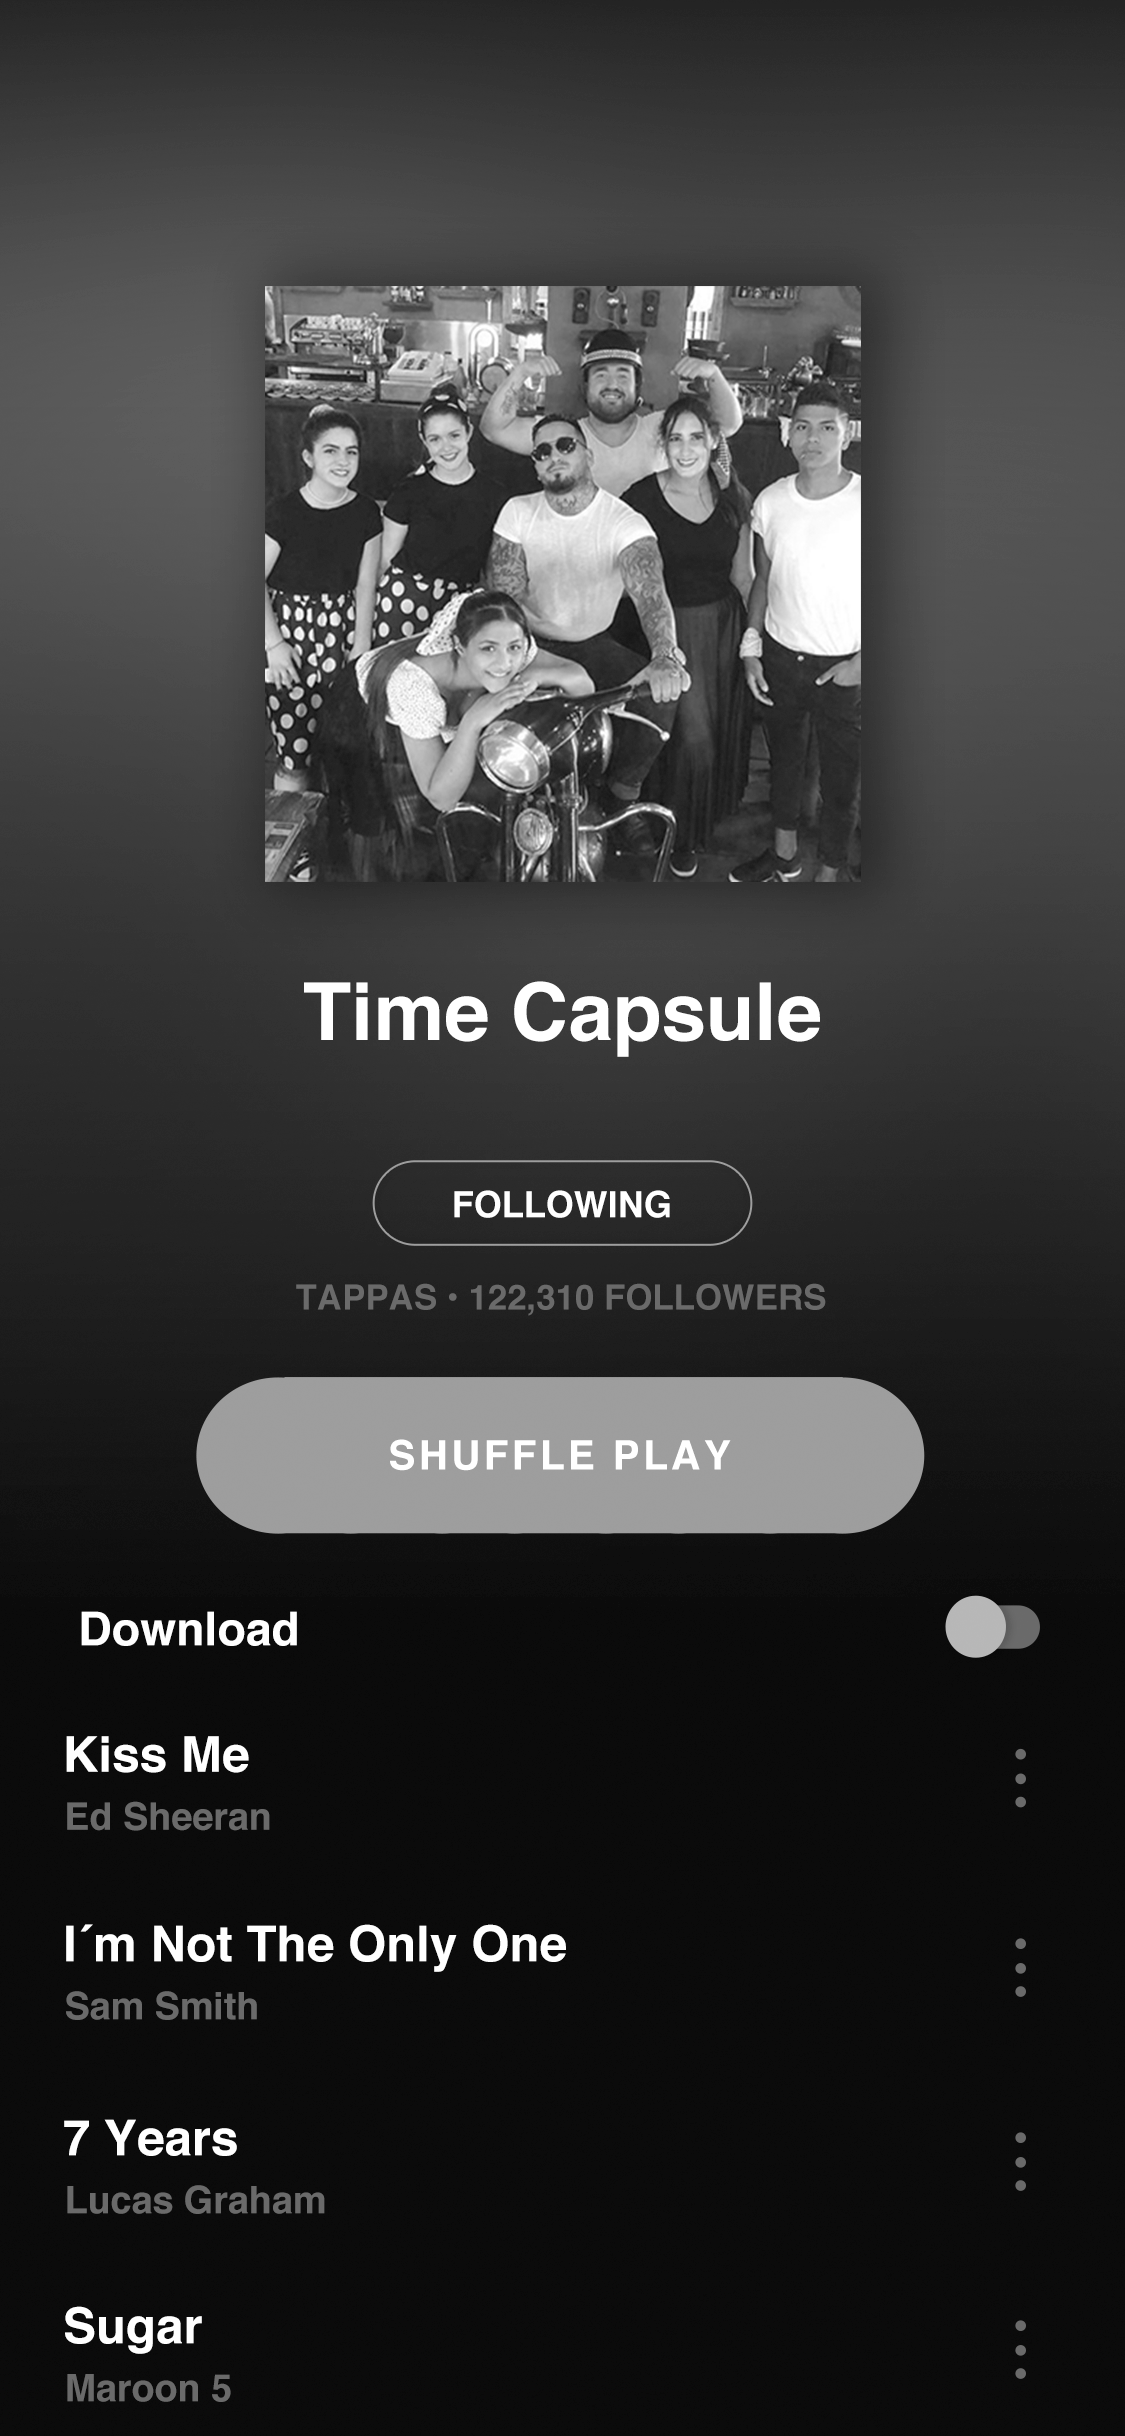 Time Capsule
FOLLOWING
TAPPAS • 122,310 FOLLOWERS
SHUFFLE PLAY
Download
Kiss Me
Ed Sheeran
I´m Not The Only One
Sam Smith
7 Years
Lucas Graham
Sugar
Maroon 5